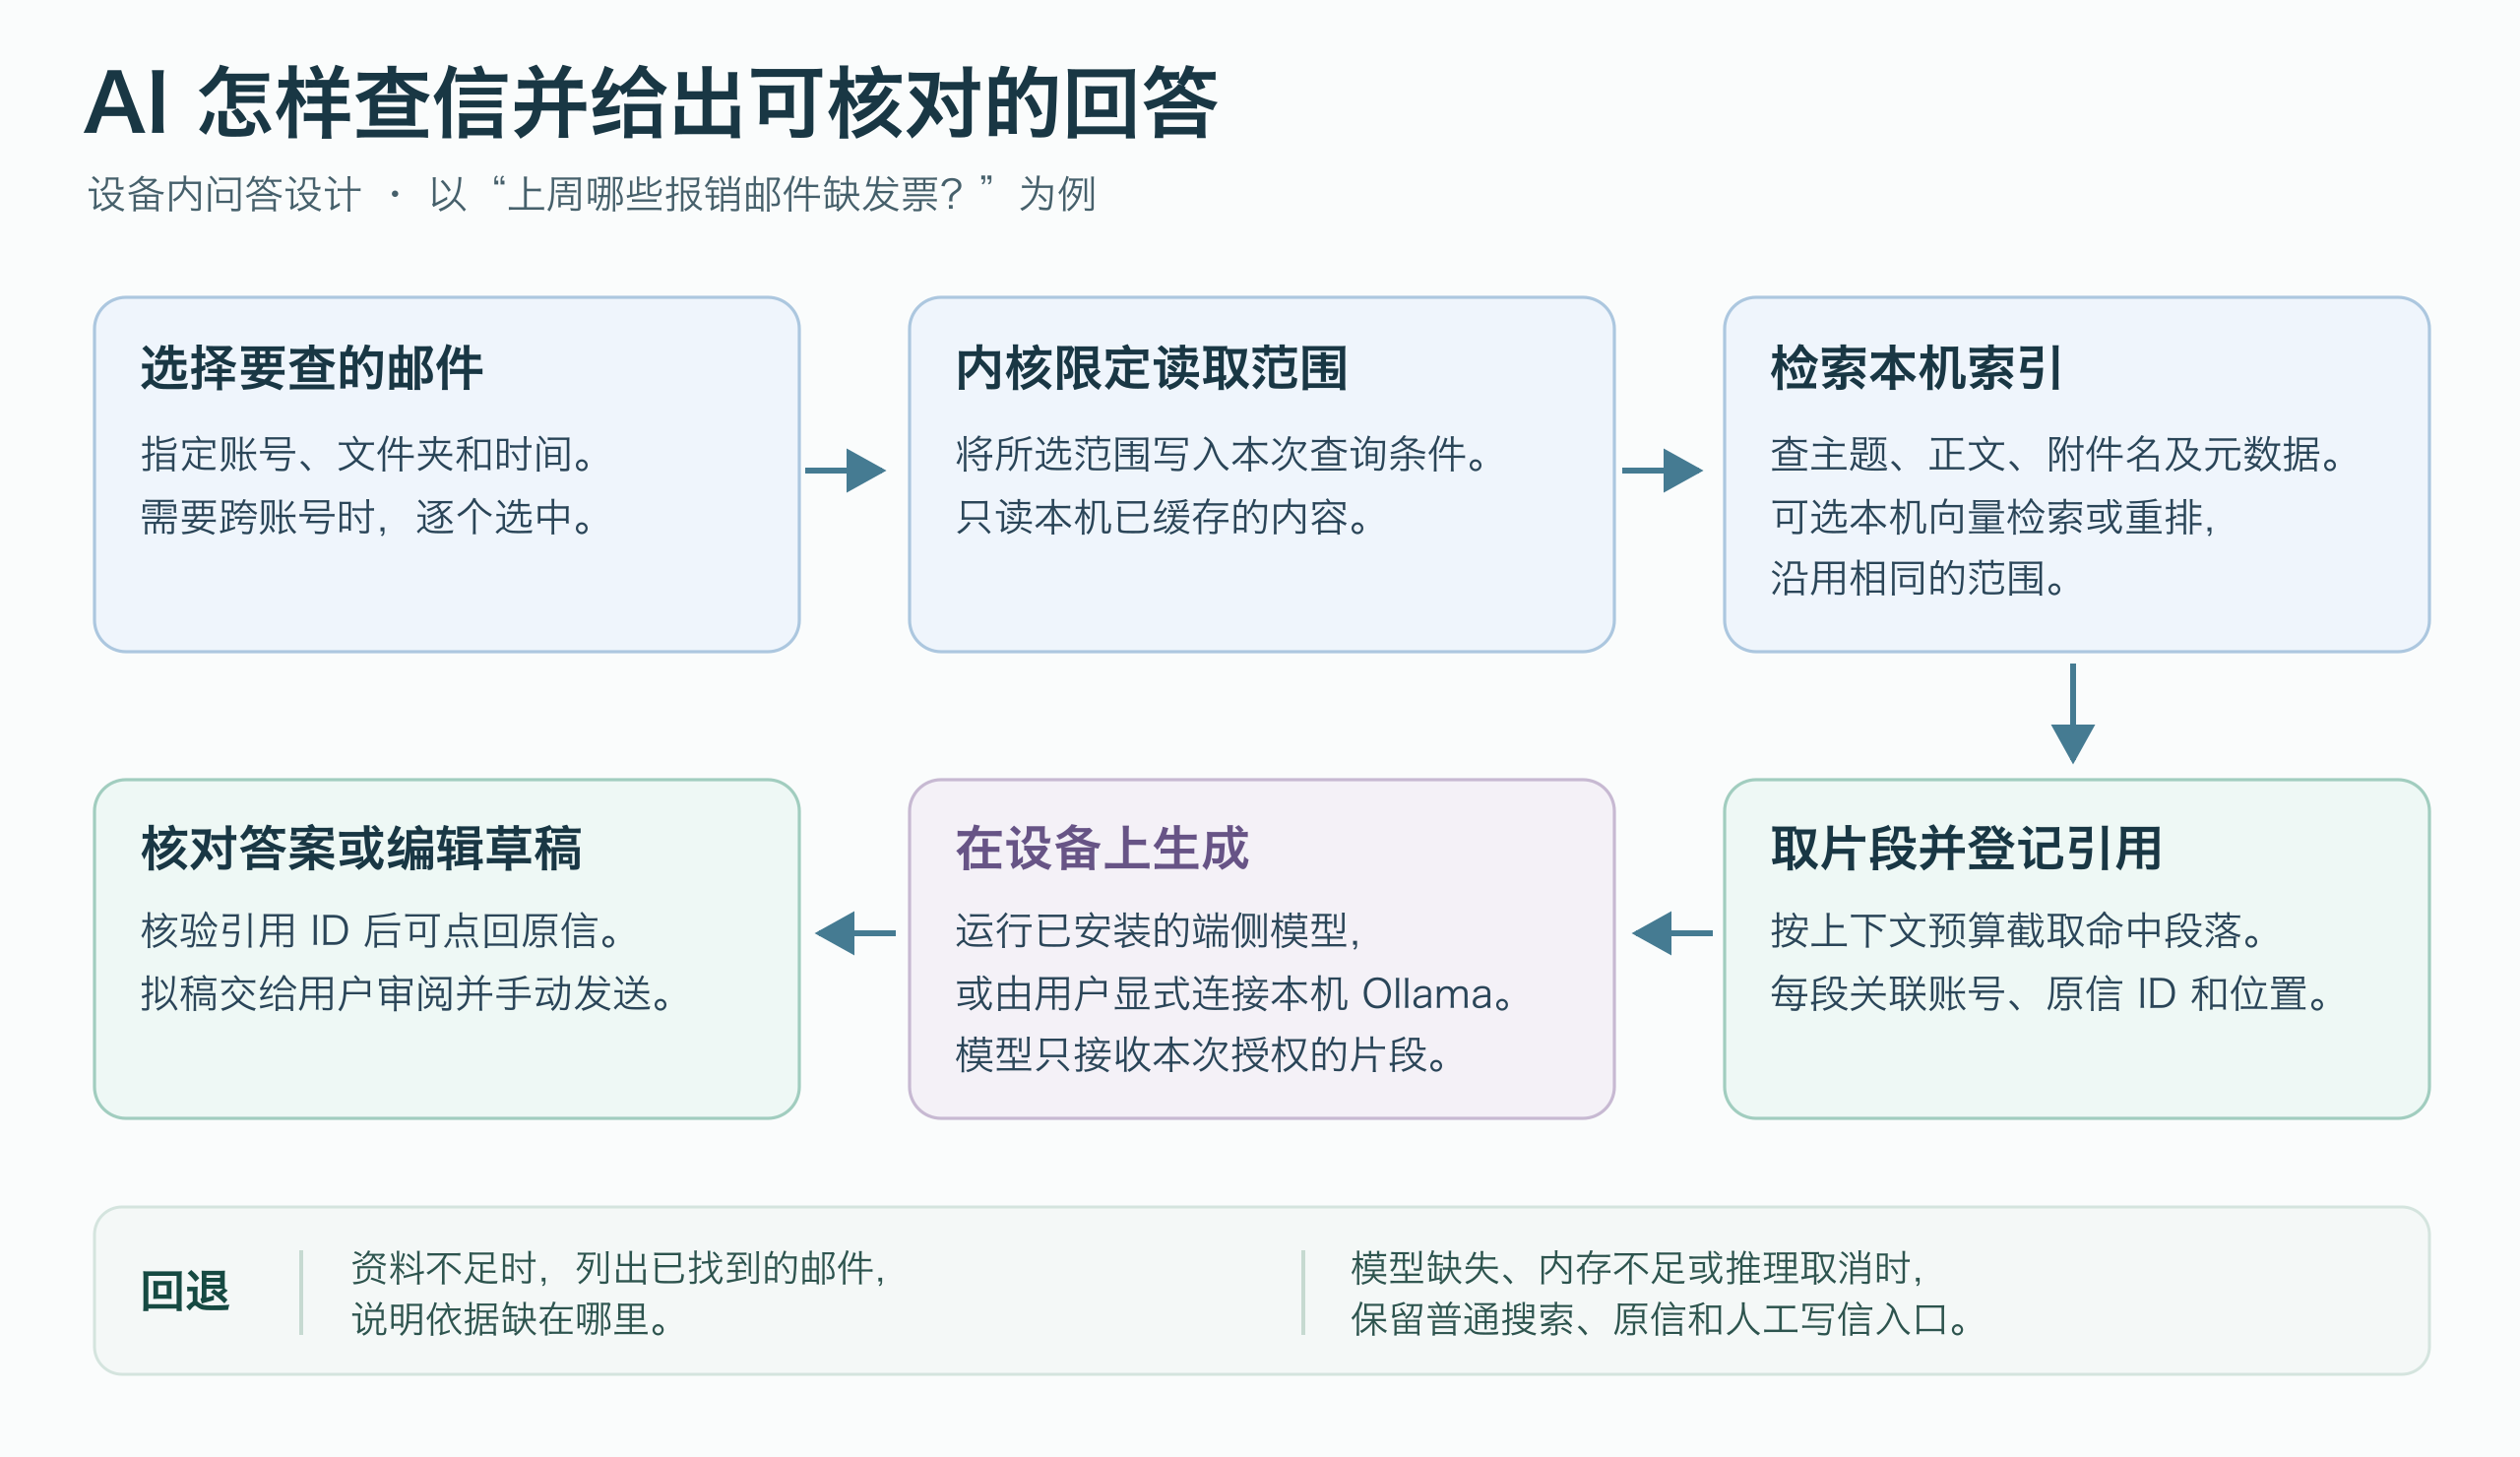 AI 怎样查信并给出可核对的回答
设备内问答设计 · 以“上周哪些报销邮件缺发票？”为例
选择要查的邮件
指定账号、文件夹和时间。
需要跨账号时，逐个选中。
内核限定读取范围
将所选范围写入本次查询条件。
只读本机已缓存的内容。
检索本机索引
查主题、正文、附件名及元数据。
可选本机向量检索或重排，
沿用相同的范围。
取片段并登记引用
按上下文预算截取命中段落。
每段关联账号、原信 ID 和位置。
在设备上生成
运行已安装的端侧模型，
或由用户显式连接本机 Ollama。
模型只接收本次授权的片段。
核对答案或编辑草稿
核验引用 ID 后可点回原信。
拟稿交给用户审阅并手动发送。
回退
资料不足时，列出已找到的邮件，
说明依据缺在哪里。
模型缺失、内存不足或推理取消时，
保留普通搜索、原信和人工写信入口。